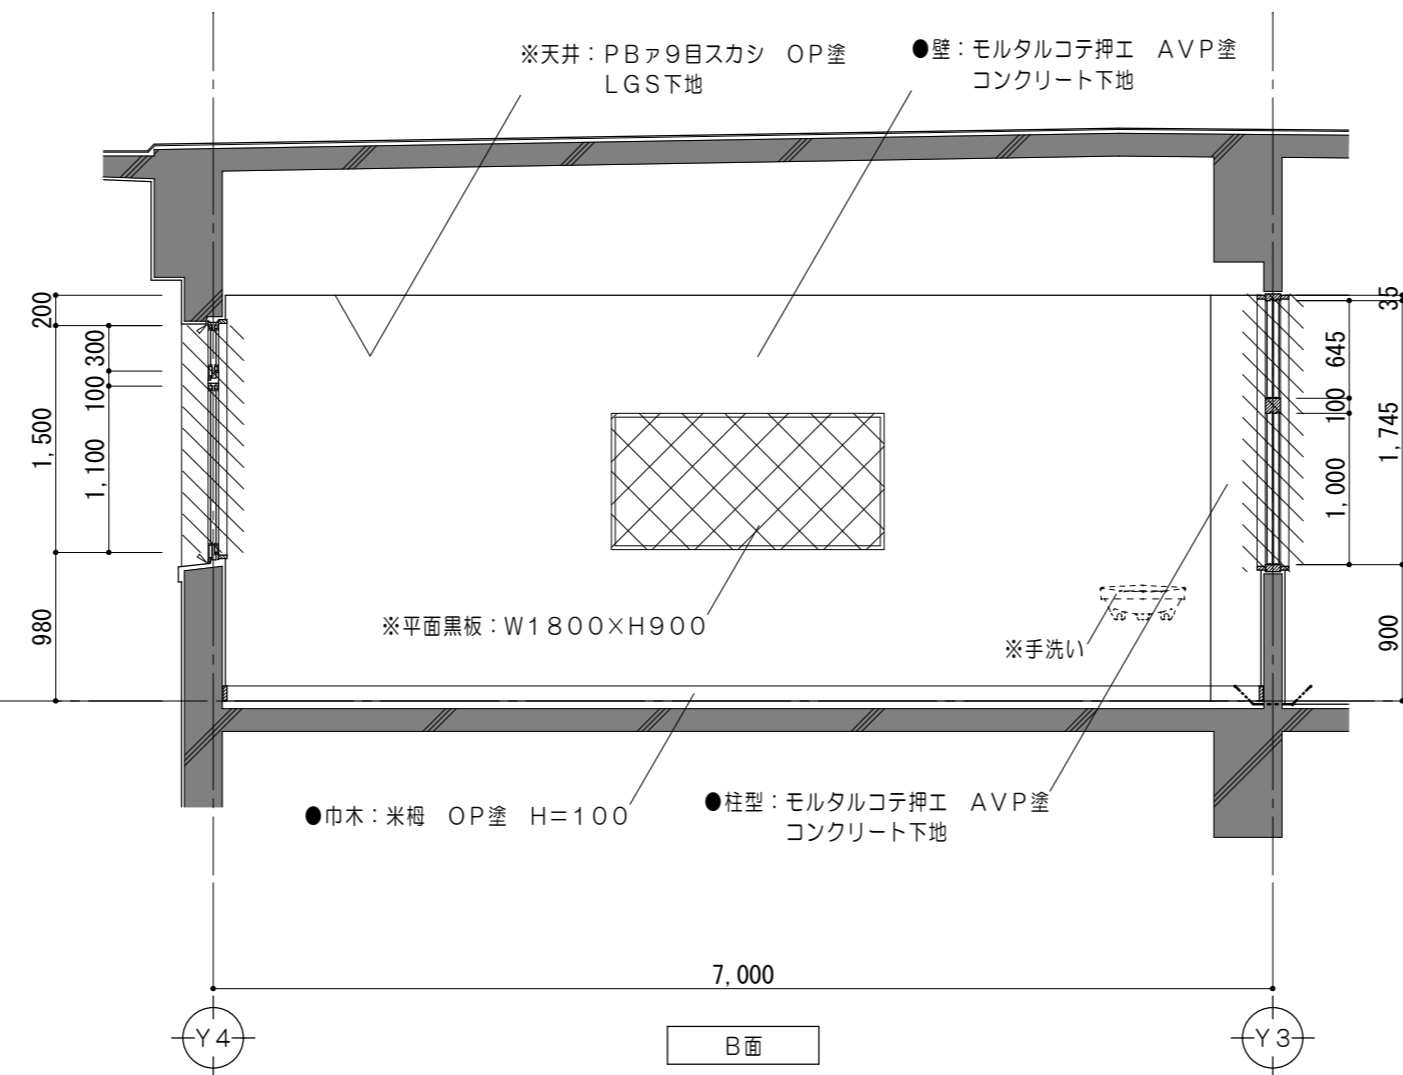 ※天井：PBァ9目スカシ　OP塗
LGS下地
●壁：モルタルコテ押エ　AVP塗
コンクリート下地
200
300
100
1,500
1,100
980
35
645
100
1,745
1,000
900
※平面黒板：W1800×H900
※手洗い
●巾木：米栂　OP塗　H=100
●柱型：モルタルコテ押エ　AVP塗
コンクリート下地
7,000
Y4
B面
Y3